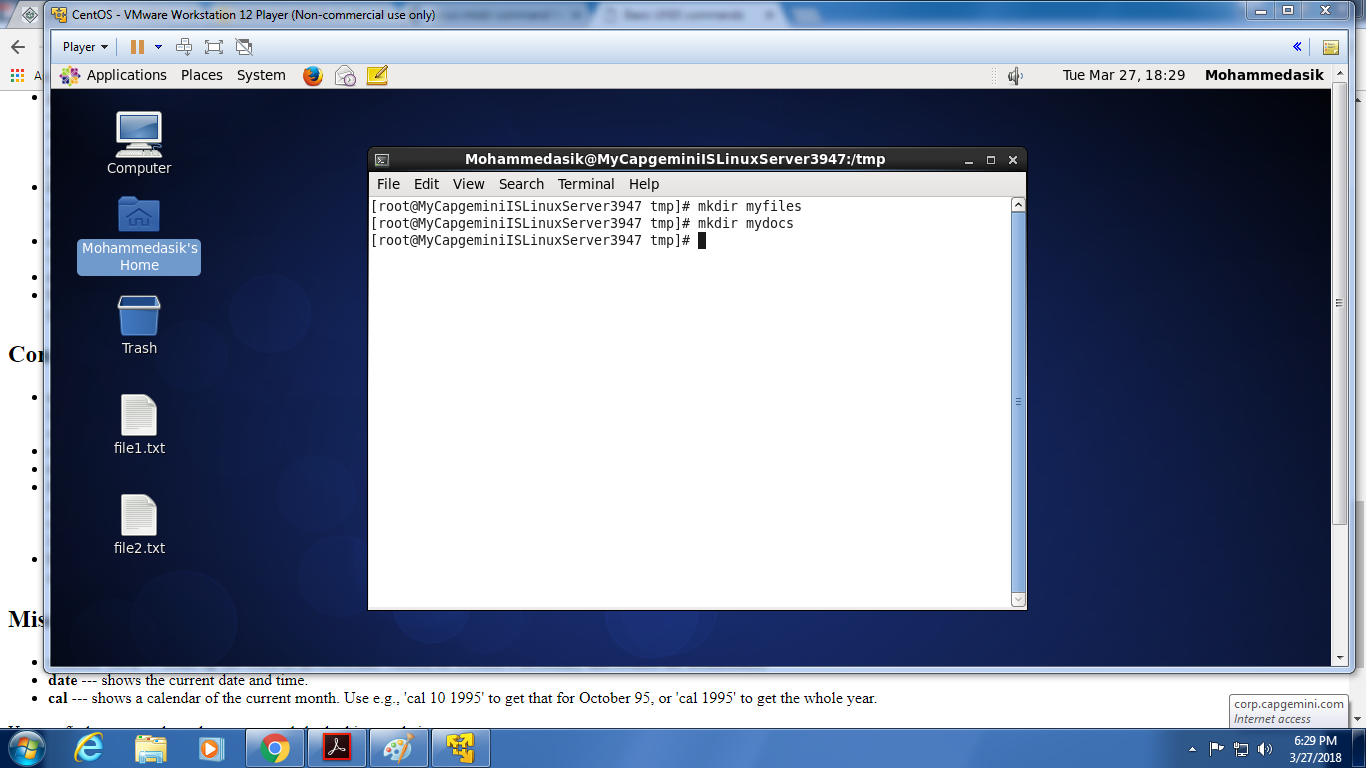 CentOS - VMware Workstation 12 Player (Non-commercial use only)
Basic UNIX commands
Player
Applications Places System
Tue Mar 27, 18:29 Mohammedasik
Computer
Mohammedasik's
Home
Trash
file1.txt
file2.txt
Mohammedasik@MyCapgeminiISLinuxServer3947:/tmp
File Edit View Search Terminal Help
[root@MyCapgeminiISLinuxServer3947 tmp]# mkdir myfiles
[root@MyCapgeminiISLinuxServer3947 tmp]# mkdir mydocs
[root@MyCapgeminiISLinuxServer3947 tmp]#
A
Cor
Mis
date --- shows the current date and time.
cal --- shows a calendar of the current month. Use e.g., 'cal 10 1995' to get that for October 95, or 'cal 1995' to get the whole year.
corp.capgemini.com
Internet access
6:29 PM
3/27/2018